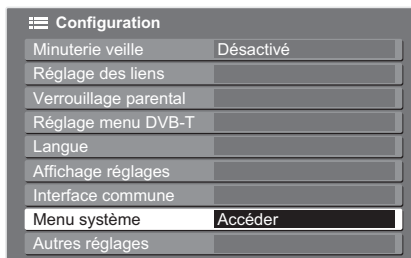 Configuration
Minuterie veille Désactivé
Réglage des liens
Verrouillage parental
Réglage menu DVB-T
Langue
Affichage réglages
Interface commune
Menu système Accéder
Autres réglages